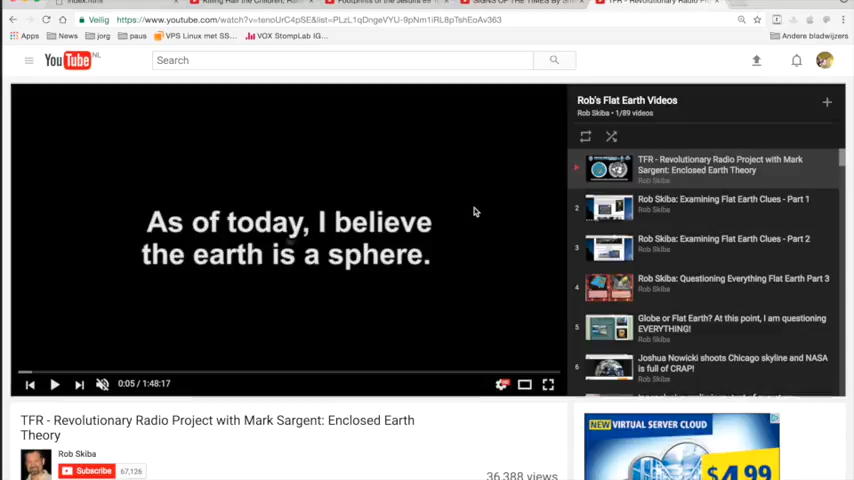 Veilig
https://www.youtube.com/watch?v=tenoUrC4pSE&list=PLzL1qDngeVYU-9pNm1iRL8pTshEoAv363
Apps
News
jorg
paus
VPS Linux met SS...
VOX StompLab IG...
Andere bladwijzers
YouTube NL
Search
As of today, I believe
the earth is a sphere.
0:05 / 1:48:17
Rob's Flat Earth Videos
Rob Skiba • 1/89 videos
TFR - Revolutionary Radio Project with Mark
Sargent: Enclosed Earth Theory
Rob Skiba
2
Rob Skiba: Examining Flat Earth Clues - Part 1
Rob Skiba
3
Rob Skiba: Examining Flat Earth Clues - Part 2
Rob Skiba
4
Rob Skiba: Questioning Everything Flat Earth Part 3
Rob Skiba
5
Globe or Flat Earth? At this point, I am questioning
EVERYTHING!
Rob Skiba
6
Joshua Nowicki shoots Chicago skyline and NASA
is full of CRAP!
Rob Skiba
TFR - Revolutionary Radio Project with Mark Sargent: Enclosed Earth
Theory
Rob Skiba
Subscribe
67,126
36,388 views
NEW VIRTUAL SERVER CLOUD
$4.99